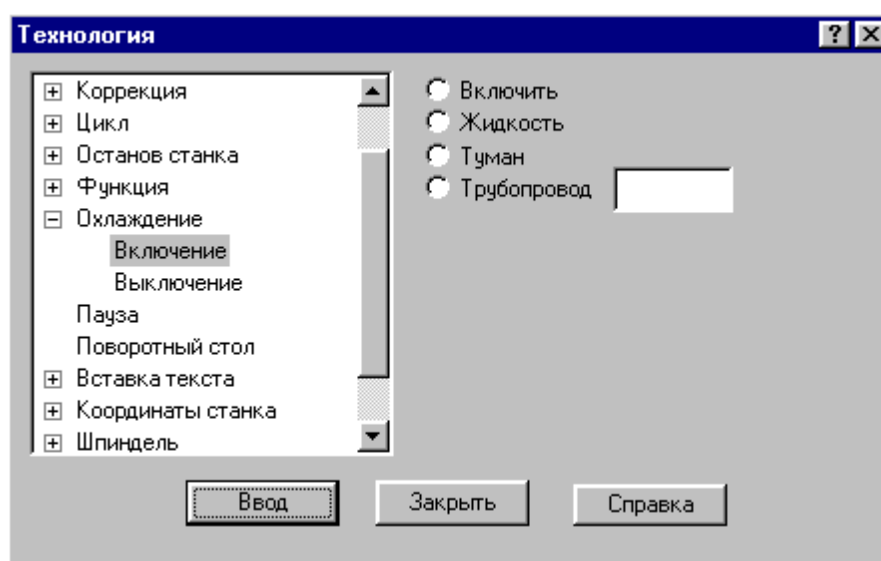 Технология
Коррекция
Цикл
Останов станка
Функция
Охлаждение
Включение
Выключение
Пауза
Поворотный стол
Вставка текста
Координаты станка
Шпиндель
Включить
Жидкость
Туман
Трубопровод
Ввод
Закрыть
Справка